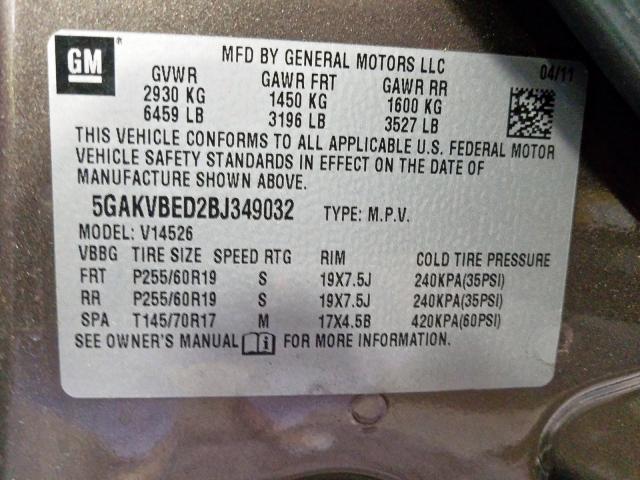 GM
MFD BY GENERAL MOTORS LLC
04/11
GVWR GAWR FRT GAWR RR
2930 KG 1450 KG 1600 KG
6459 LB 3196 LB 3527 LB
THIS VEHICLE CONFORMS TO ALL APPLICABLE U.S. FEDERAL MOTOR
VEHICLE SAFETY STANDARDS IN EFFECT ON THE DATE OF
MANUFACTURE SHOWN ABOVE.
5GAKVBED2BJ349032 TYPE: M.P.V.
MODEL: V14526
VBBG TIRE SIZE SPEED RTG RIM COLD TIRE PRESSURE
FRT P255/60R19 S 19X7.5J 240KPA(35PSI)
RR P255/60R19 S 19X7.5J 240KPA(35PSI)
SPA T145/70R17 M 17X4.5B 420KPA(60PSI)
SEE OWNER'S MANUAL FOR MORE INFORMATION.